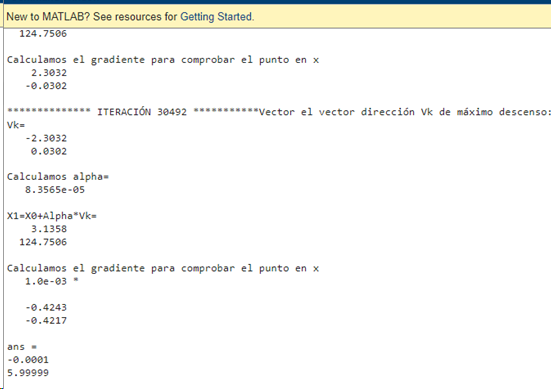 New to MATLAB? See resources for Getting Started.
124.7506
Calculamos el gradiente para comprobar el punto en x
2.3032
-0.0302
************** ITERACIÓN 30492 ***********Vector el vector dirección Vk de máximo descenso:
Vk=
-2.3032
0.0302
Calculamos alpha=
8.3565e-05
X1=X0+Alpha*Vk=
3.1358
124.7506
Calculamos el gradiente para comprobar el punto en x
1.0e-03 *
-0.4243
-0.4217
ans =
-0.0001
5.99999